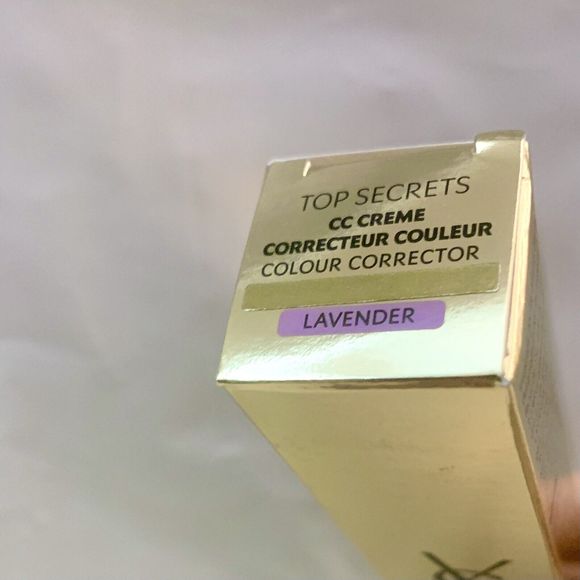 TOP SECRETS
CC CREME
CORRECTEUR COULEUR
COLOUR CORRECTOR
LAVENDER